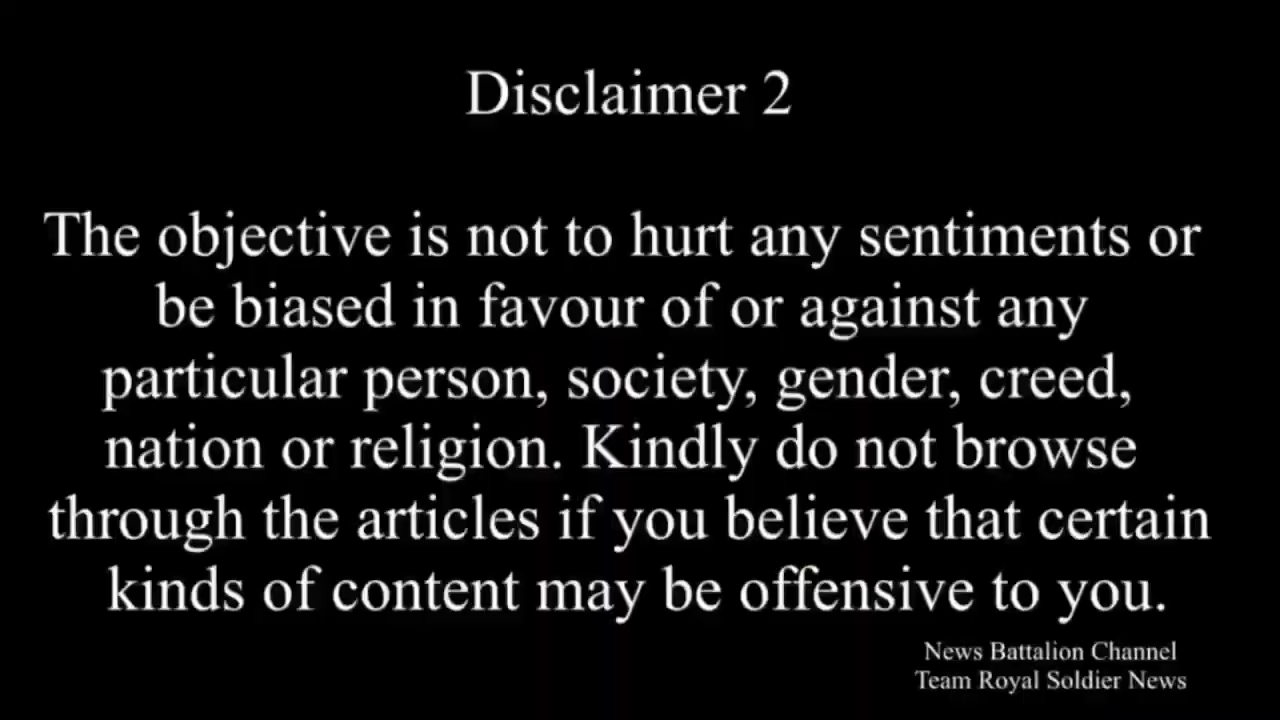 Disclaimer 2
The objective is not to hurt any sentiments or
be biased in favour of or against any
particular person, society, gender, creed,
nation or religion. Kindly do not browse
through the articles if you believe that certain
kinds of content may be offensive to you.
News Battalion Channel
Team Royal Soldier News